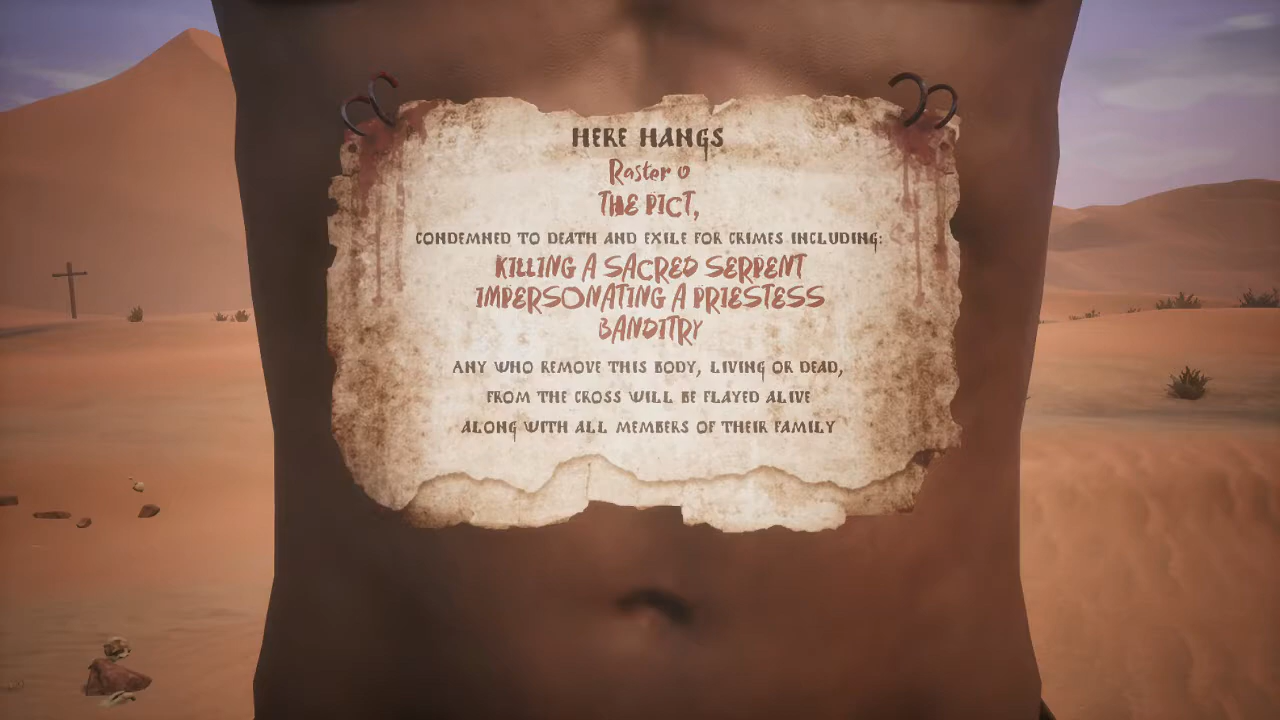 HERE HANGS
Raster o
THE PICT,
CONDEMNED TO DEATH AND EXILE FOR CRIMES INCLUDING:
KILLING A SACRED SERPENT
IMPERSONATING A PRIESTESS
BANDITRY
ANY WHO REMOVE THIS BODY, LIVING OR DEAD,
FROM THE CROSS WILL BE FLAYED ALIVE
ALONG WITH ALL MEMBERS OF THEIR FAMILY